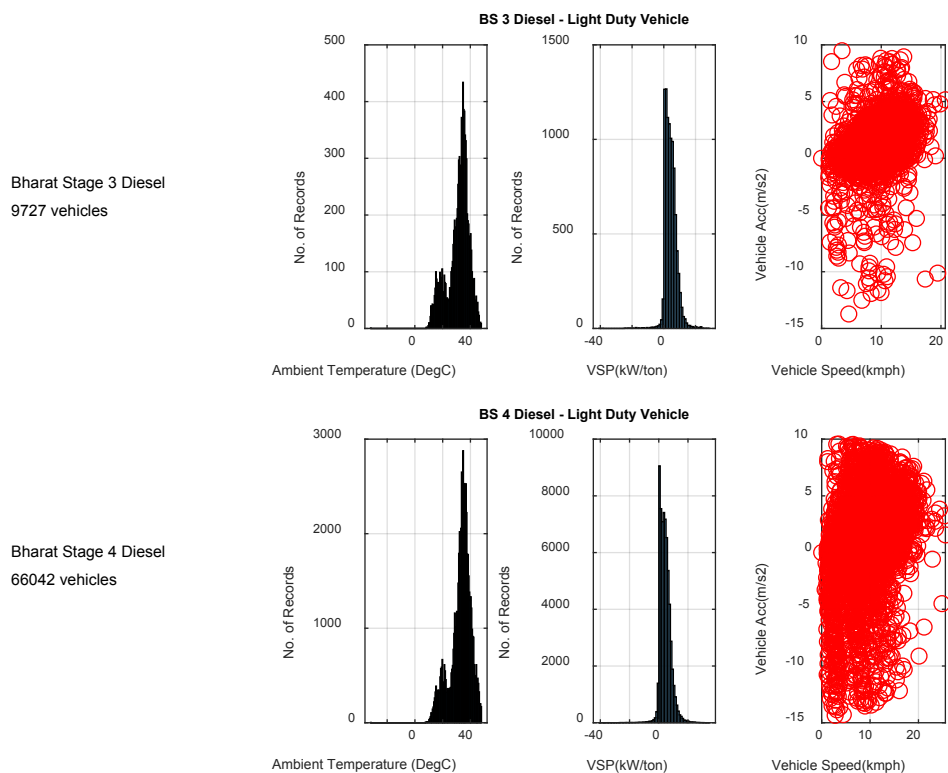 BS 3 Diesel - Light Duty Vehicle
Bharat Stage 3 Diesel
9727 vehicles
No. of Records
500
400
300
200
100
0
0 40
Ambient Temperature (DegC)
No. of Records
1500
1000
500
0
-40 0 40
VSP(kW/ton)
Vehicle Acc(m/s2)
10
5
0
-5
-10
-15
0 10 20
Vehicle Speed(kmph)
BS 4 Diesel - Light Duty Vehicle
Bharat Stage 4 Diesel
66042 vehicles
No. of Records
3000
2000
1000
0
0 40
Ambient Temperature (DegC)
No. of Records
10000
8000
6000
4000
2000
0
-40 0 40
VSP(kW/ton)
Vehicle Acc(m/s2)
10
5
0
-5
-10
-15
0 10 20
Vehicle Speed(kmph)